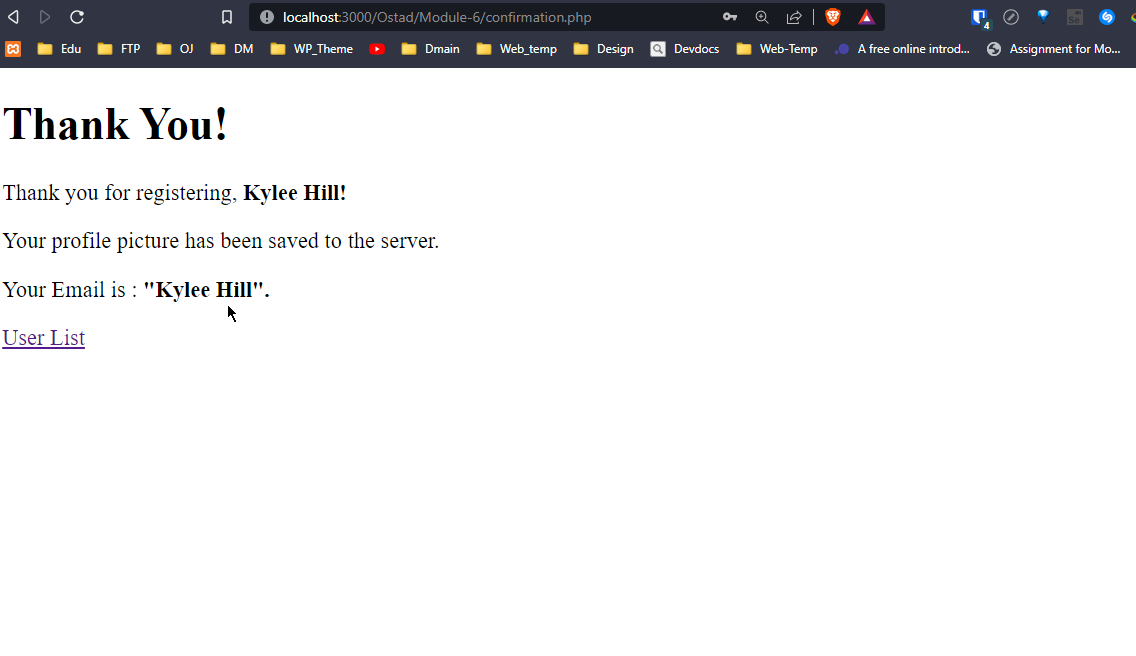 localhost:3000/Ostad/Module-6/confirmation.php
4
Edu FTP OJ DM WP_Theme Dmain Web_temp Design Devdocs Web-Temp A free online introd... Assignment for Mo...
Thank You!
Thank you for registering, Kylee Hill!
Your profile picture has been saved to the server.
Your Email is : "Kylee Hill".
User List